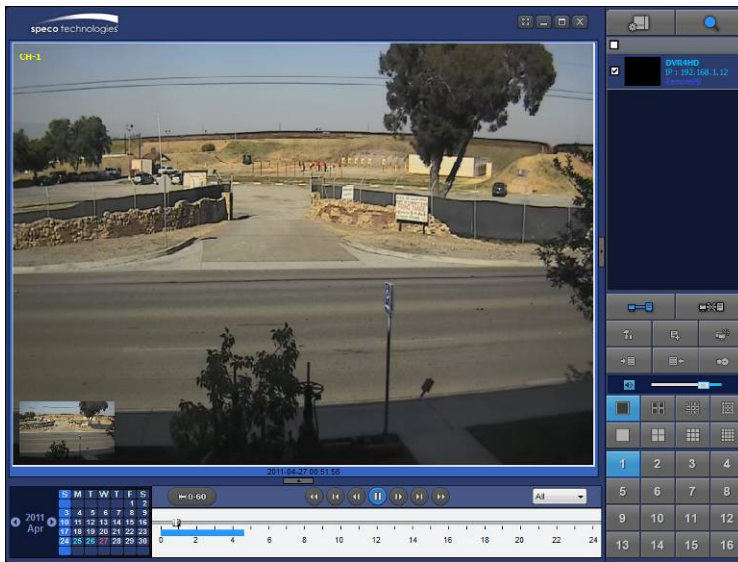 speco technologies
CH-1
DVR4HD
IP : 192.168.1.12
2011-04-27 00:51:58
2011
Apr
S M T W T F S
1 2
3 4 5 6 7 8 9
10 11 12 13 14 15 16
17 18 19 20 21 22 23
24 25 26 27 28 29 30
0-60
All
0 2 4 6 8 10 12 14 16 18 20 22 24
1 2 3 4
5 6 7 8
9 10 11 12
13 14 15 16